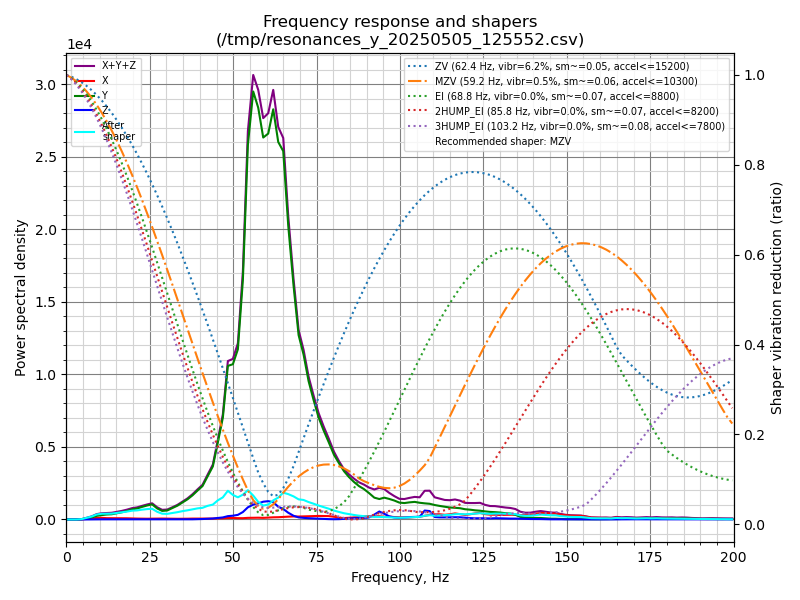 Frequency response and shapers
(/tmp/resonances_y_20250505_125552.csv)
1e4
X+Y+Z
X
Y
Z
After
shaper
ZV (62.4 Hz, vibr=6.2%, sm~=0.05, accel<=15200)
MZV (59.2 Hz, vibr=0.5%, sm~=0.06, accel<=10300)
EI (68.8 Hz, vibr=0.0%, sm~=0.07, accel<=8800)
2HUMP_EI (85.8 Hz, vibr=0.0%, sm~=0.07, accel<=8200)
3HUMP_EI (103.2 Hz, vibr=0.0%, sm~=0.08, accel<=7800)
Recommended shaper: MZV
Power spectral density
3.0
2.5
2.0
1.5
1.0
0.5
0.0
1.0
0.8
0.6
0.4
0.2
0.0
Shaper vibration reduction (ratio)
0 25 50 75 100 125 150 175 200
Frequency, Hz